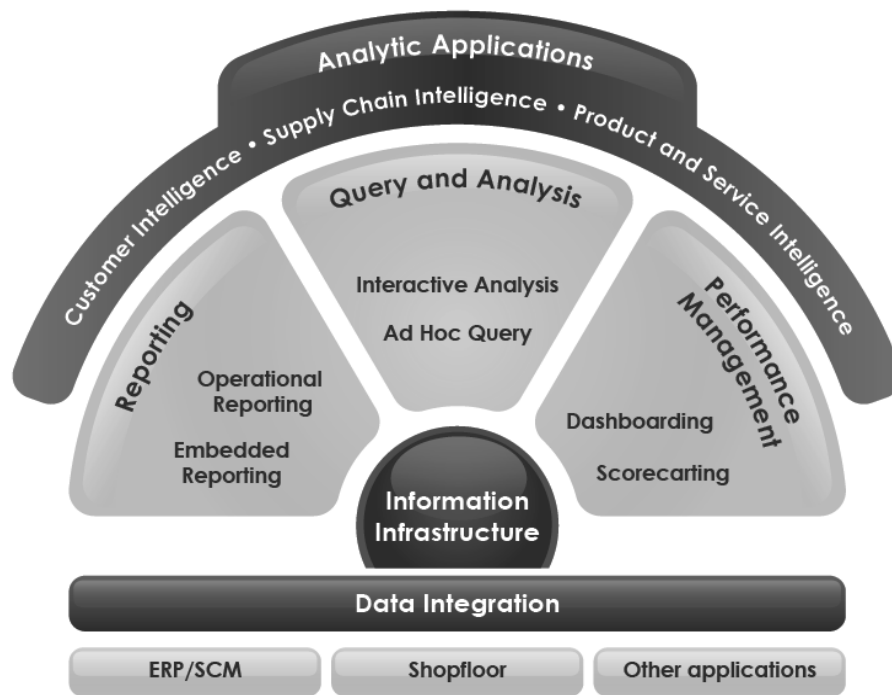 Analytic Applications
Customer Intelligence • Supply Chain Intelligence • Product and Service Intelligence
Query and Analysis
Interactive Analysis
Ad Hoc Query
Reporting
Operational
Reporting
Embedded
Reporting
Performance
Management
Dashboarding
Scorecarting
Information
Infrastructure
Data Integration
ERP/SCM
Shopfloor
Other applications